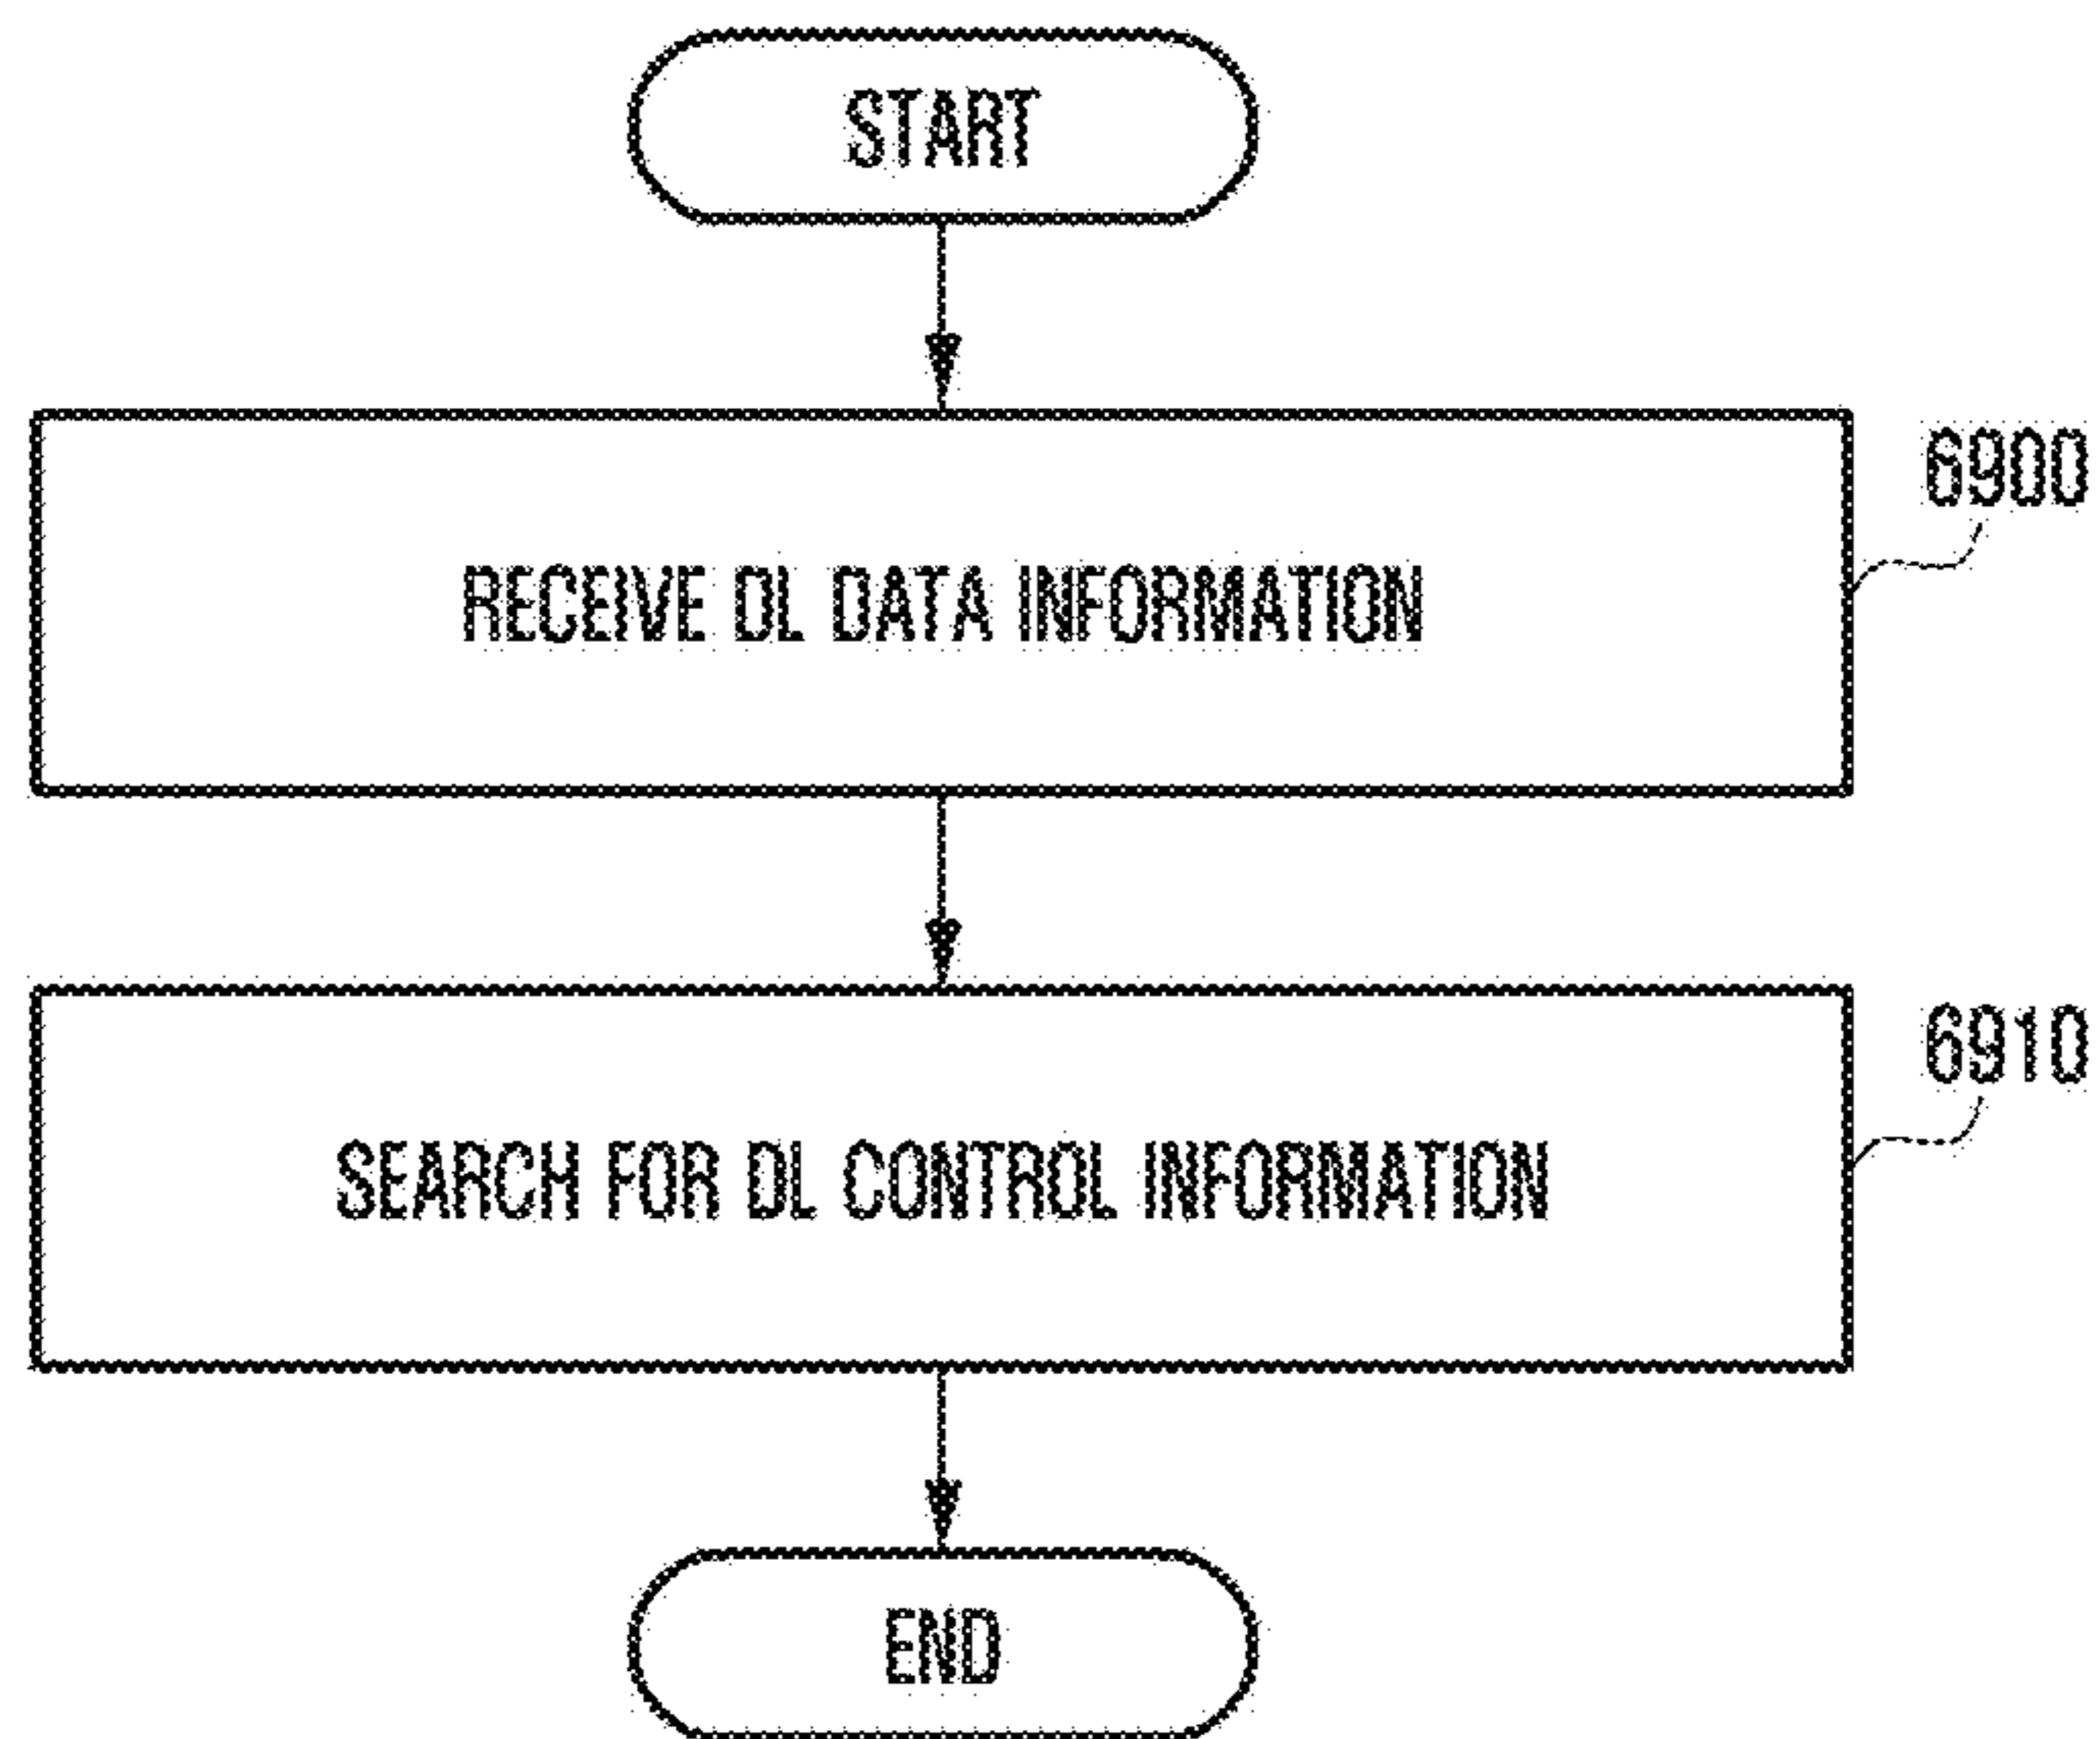 START
6900
RECEIVE DL DATA INFORMATION
6910
SEARCH FOR DL CONTROL INFORMATION
END